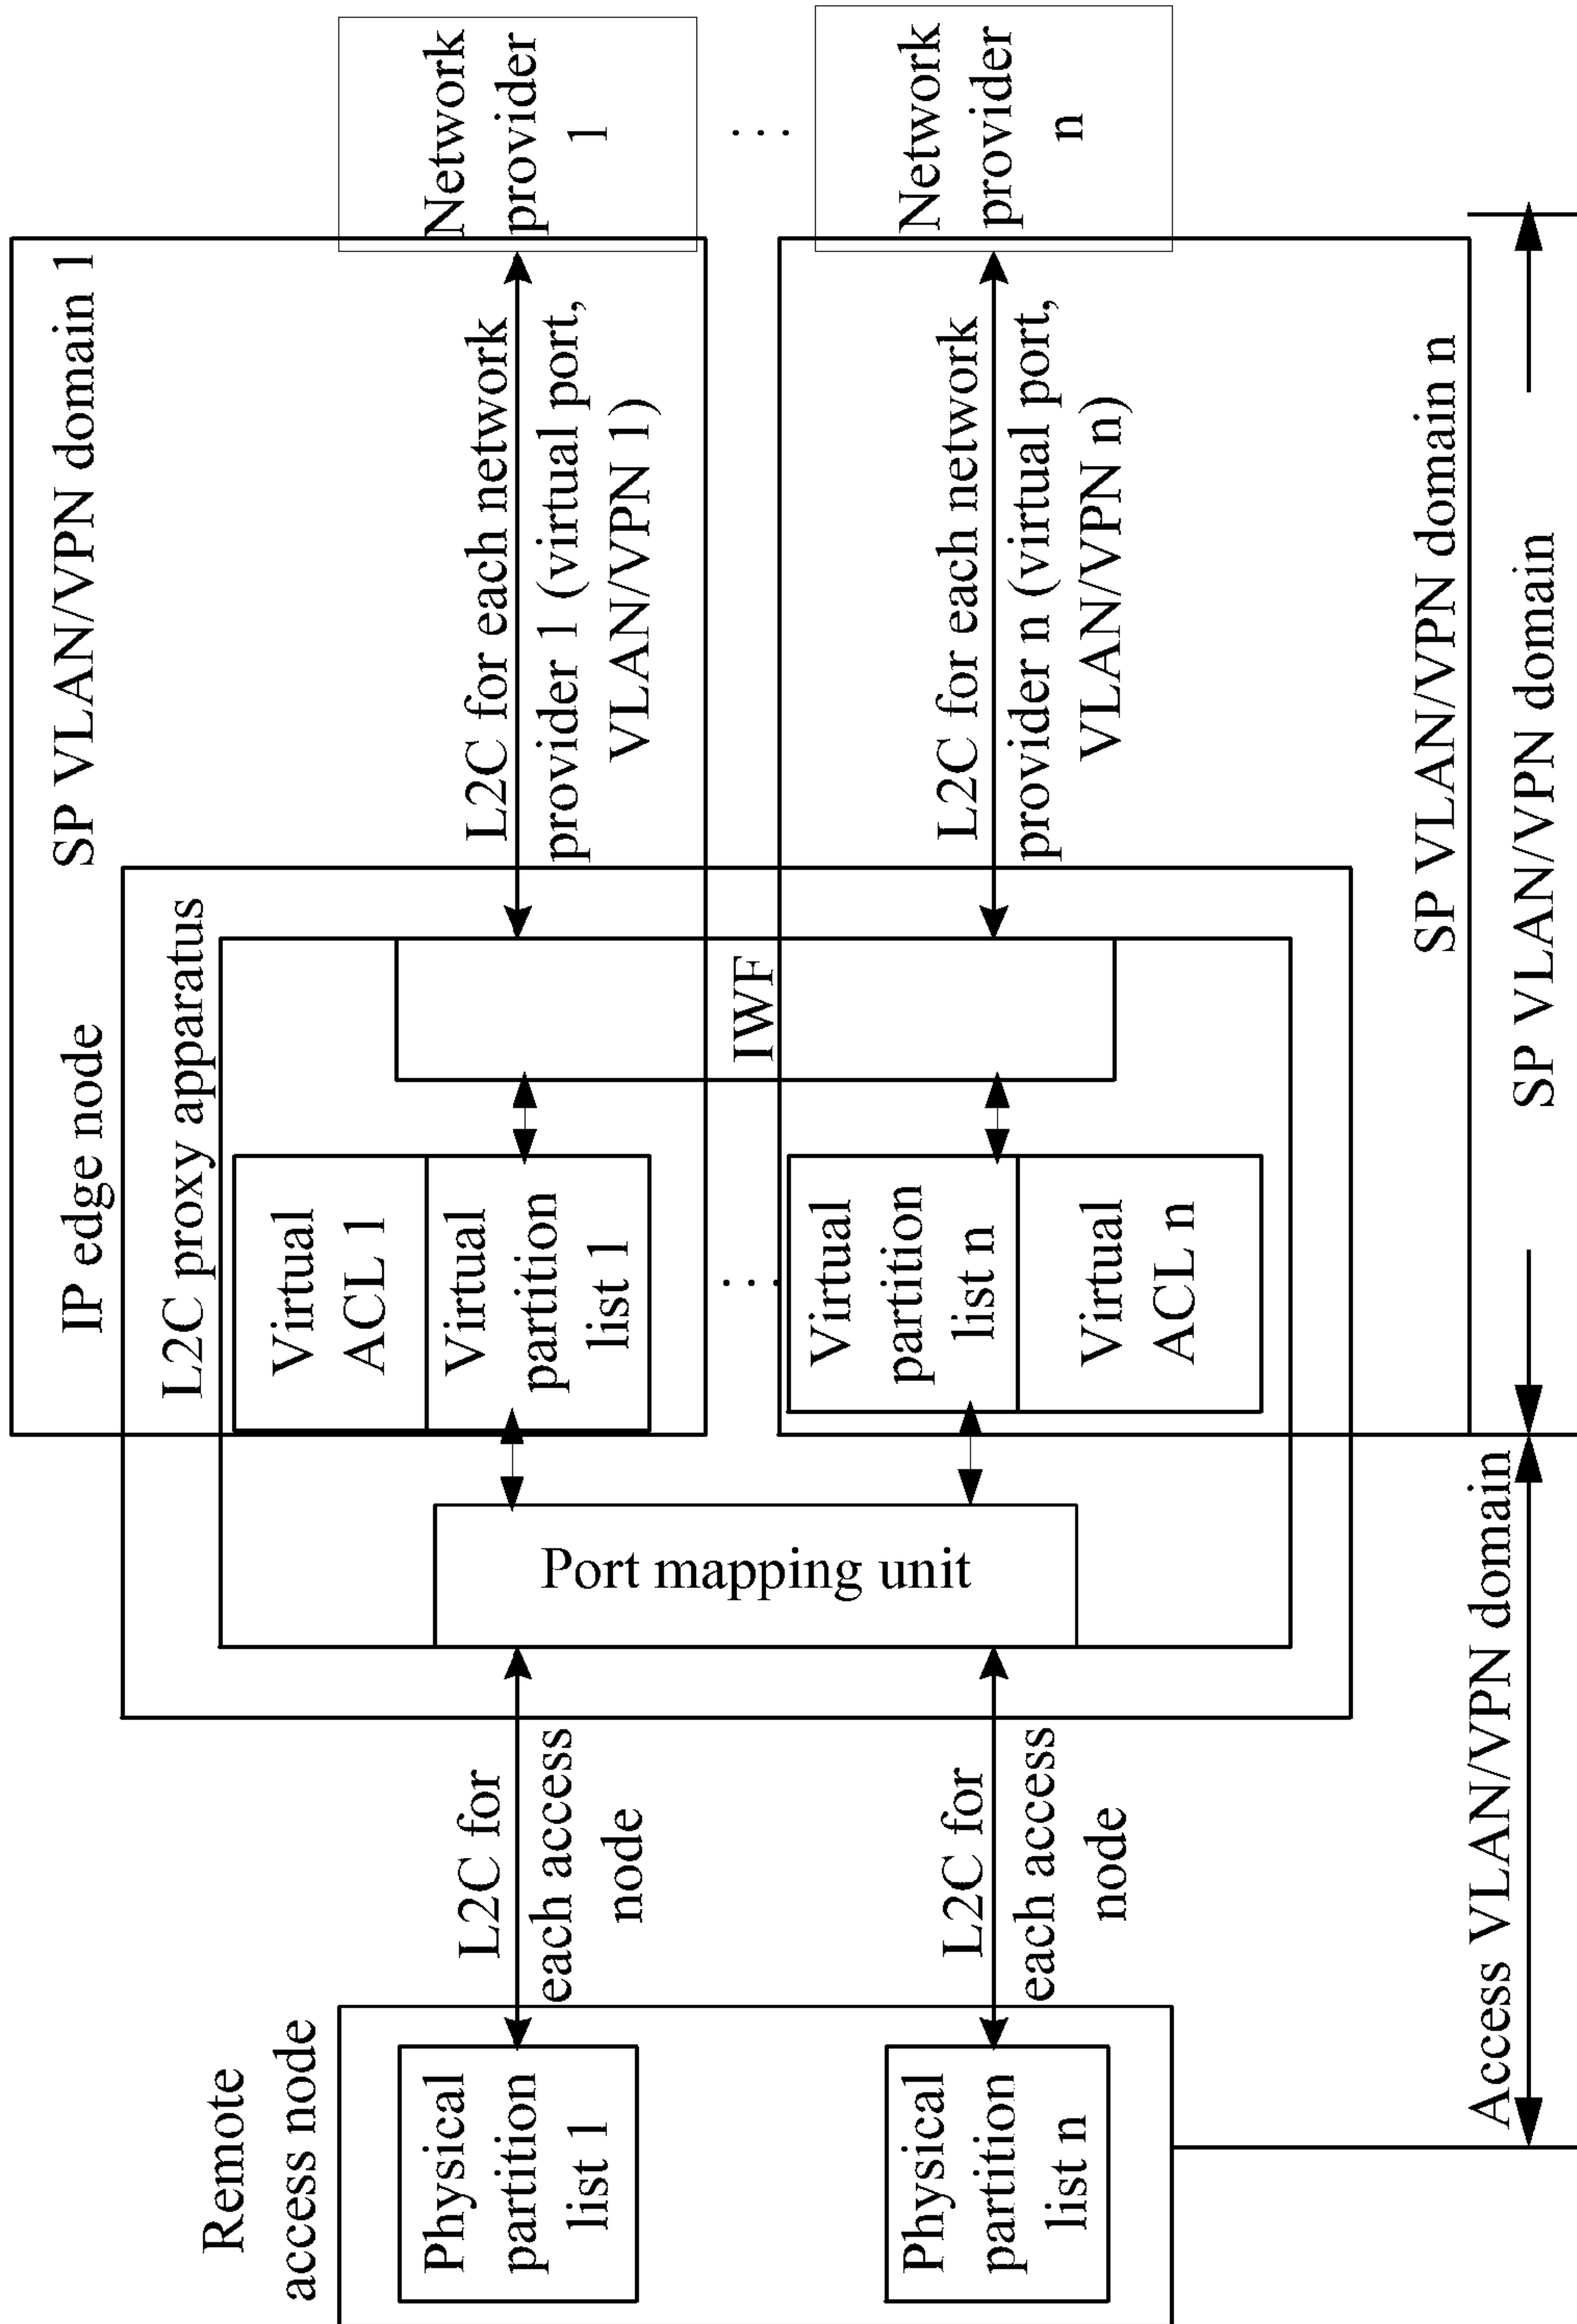 Remote
access node
Physical
partition
list 1
Physical
partition
list n
L2C for
each access
node
L2C for
each access
node
IP edge node
L2C proxy apparatus
Port mapping unit
Virtual
ACL 1
Virtual
partition
list 1
...
Virtual
partition
list n
Virtual
ACL n
IWF
SP VLAN/VPN domain 1
L2C for each network
provider 1 (virtual port,
VLAN/VPN 1)
L2C for each network
provider n (virtual port,
VLAN/VPN n)
SP VLAN/VPN domain n
Network
provider
1
...
Network
provider
n
Access VLAN/VPN domain
SP VLAN/VPN domain